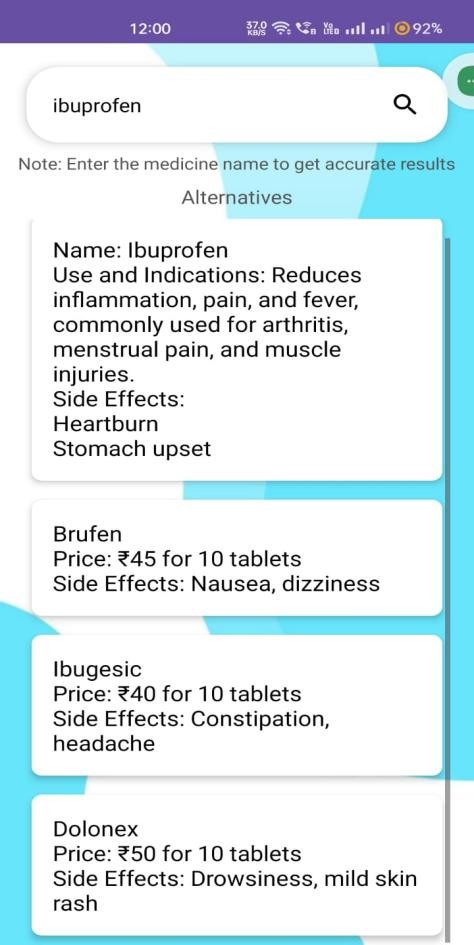 12:00
37.0 KB/S
Vo LTE
92%
ibuprofen
Note: Enter the medicine name to get accurate results
Alternatives
Name: Ibuprofen
Use and Indications: Reduces
inflammation, pain, and fever,
commonly used for arthritis,
menstrual pain, and muscle
injuries.
Side Effects:
Heartburn
Stomach upset
Brufen
Price: ₹45 for 10 tablets
Side Effects: Nausea, dizziness
Ibugesic
Price: ₹40 for 10 tablets
Side Effects: Constipation,
headache
Dolonex
Price: ₹50 for 10 tablets
Side Effects: Drowsiness, mild skin
rash